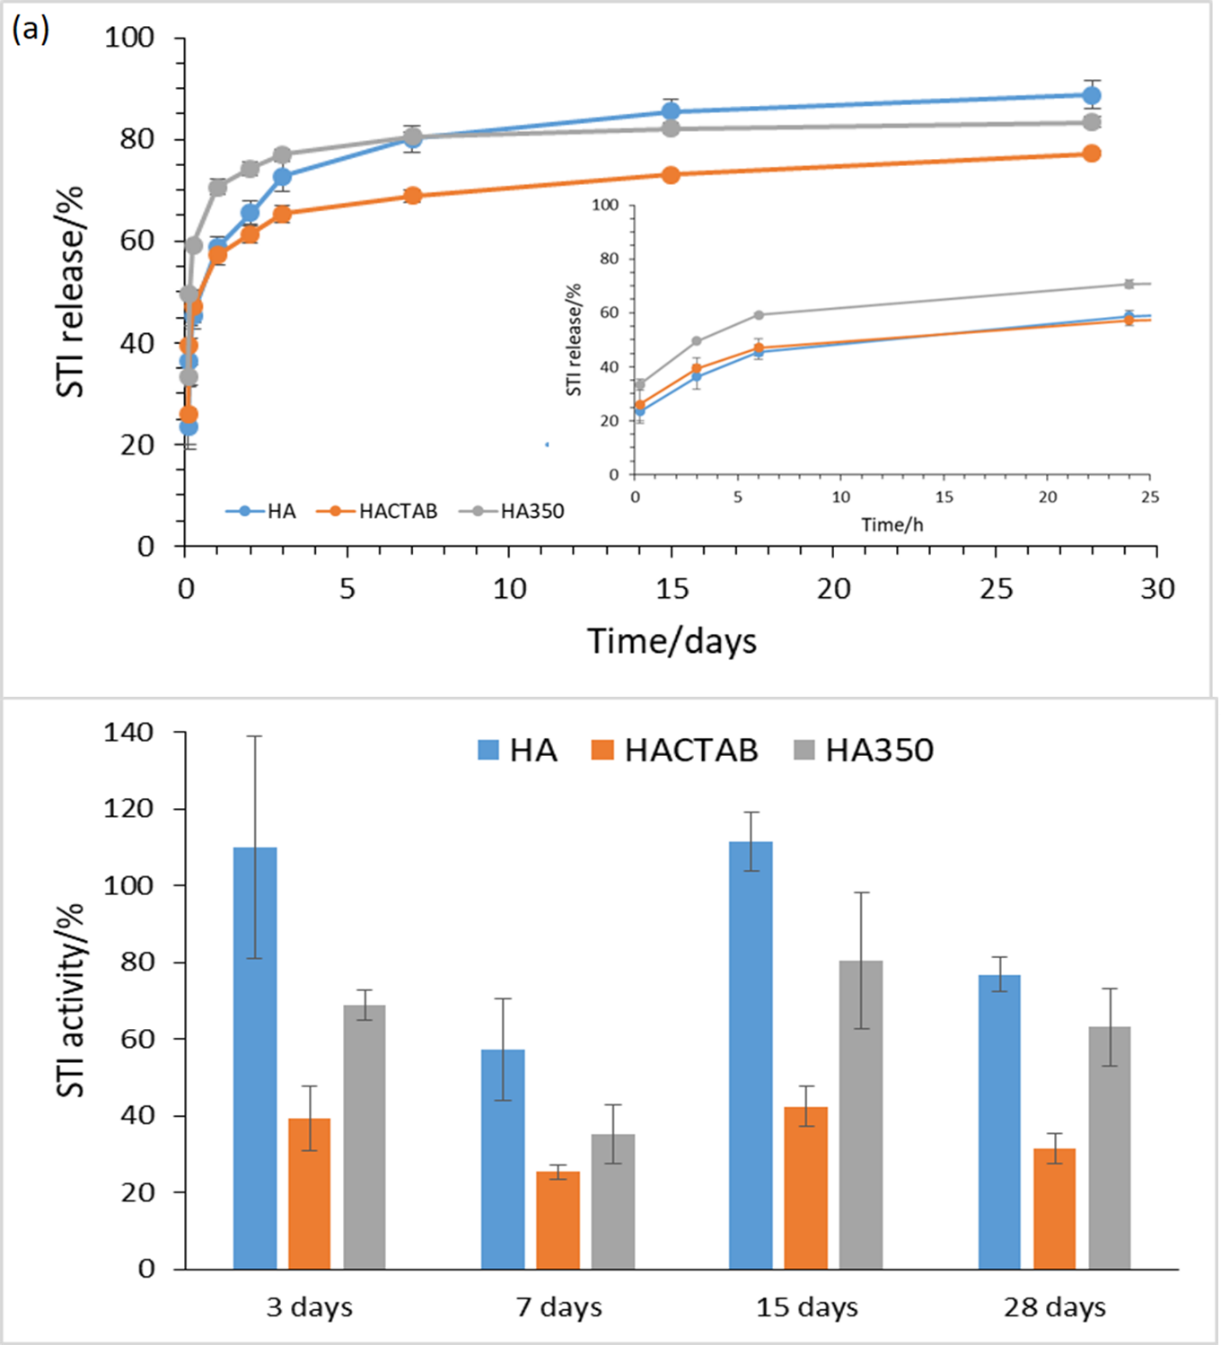 (a)
STI release/%
100
80
60
40
20
0
HA HACTAB HA350
0 5 10 15 20 25 30
Time/days
STI release/%
100
80
60
40
20
0
0 5 10 15 20 25
Time/h
STI activity/%
HA HACTAB HA350
140
120
100
80
60
40
20
0
3 days 7 days 15 days 28 days